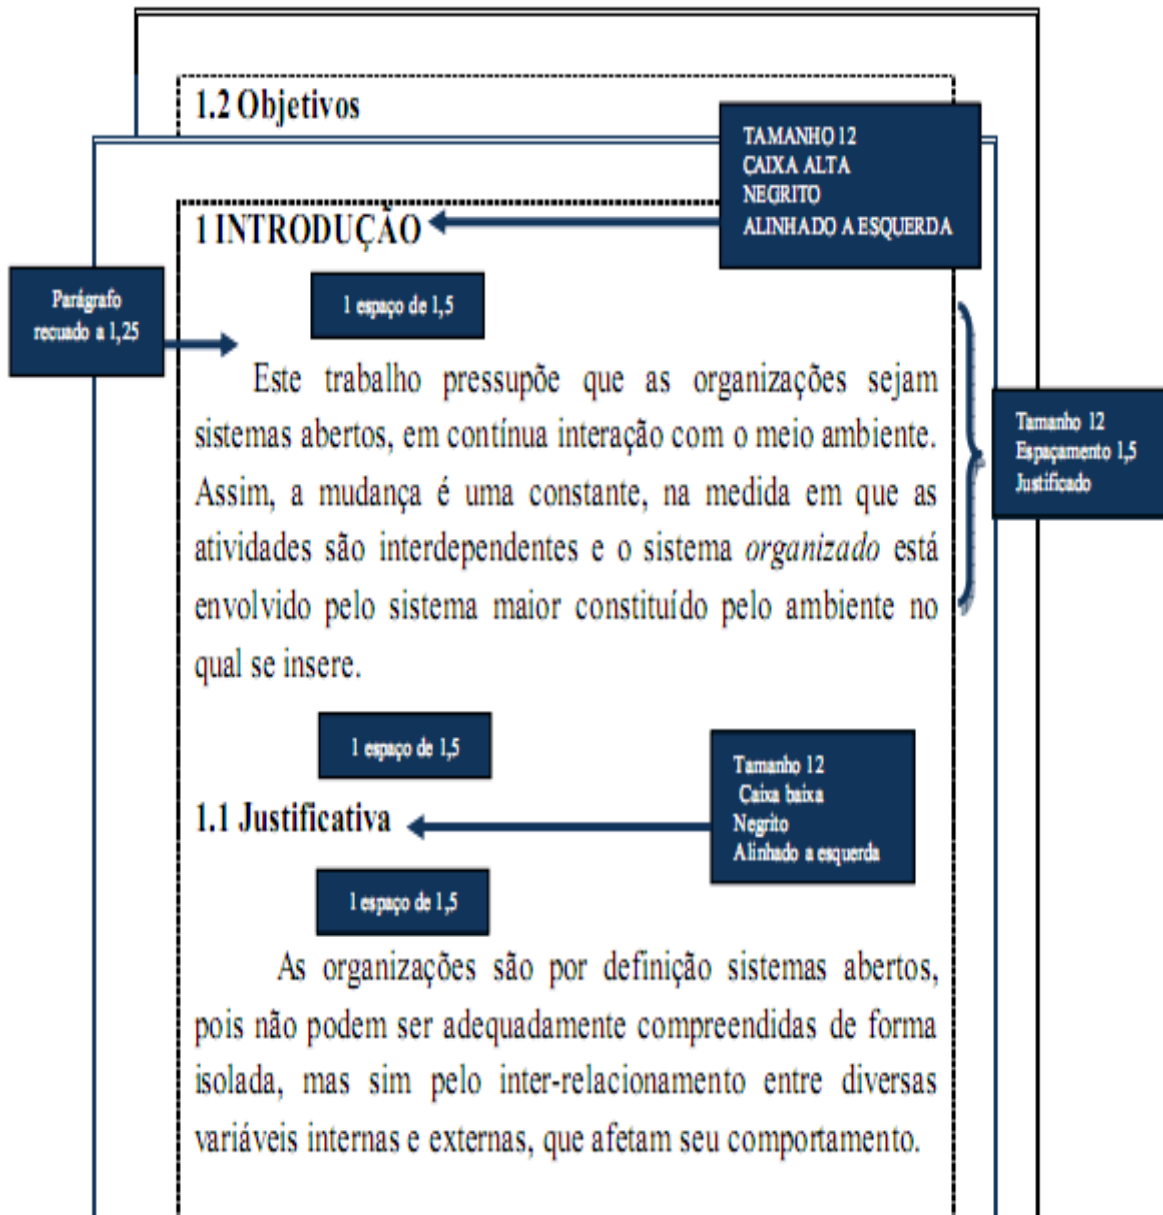 1.2 Objetivos
TAMANHO 12
CAIXA ALTA
NEGRITO
ALINHADO A ESQUERDA
1 INTRODUÇÃO
Parágrafo
recuado a 1,25
1 espaço de 1,5
Este trabalho pressupõe que as organizações sejam
sistemas abertos, em contínua interação com o meio ambiente.
Assim, a mudança é uma constante, na medida em que as
atividades são interdependentes e o sistema organizado está
envolvido pelo sistema maior constituído pelo ambiente no
qual se insere.
Tamanho 12
Espaçamento 1,5
Justificado
1 espaço de 1,5
1.1 Justificativa
Tamanho 12
Caixa baixa
Negrito
Alinhado a esquerda
1 espaço de 1,5
As organizações são por definição sistemas abertos,
pois não podem ser adequadamente compreendidas de forma
isolada, mas sim pelo inter-relacionamento entre diversas
variáveis internas e externas, que afetam seu comportamento.